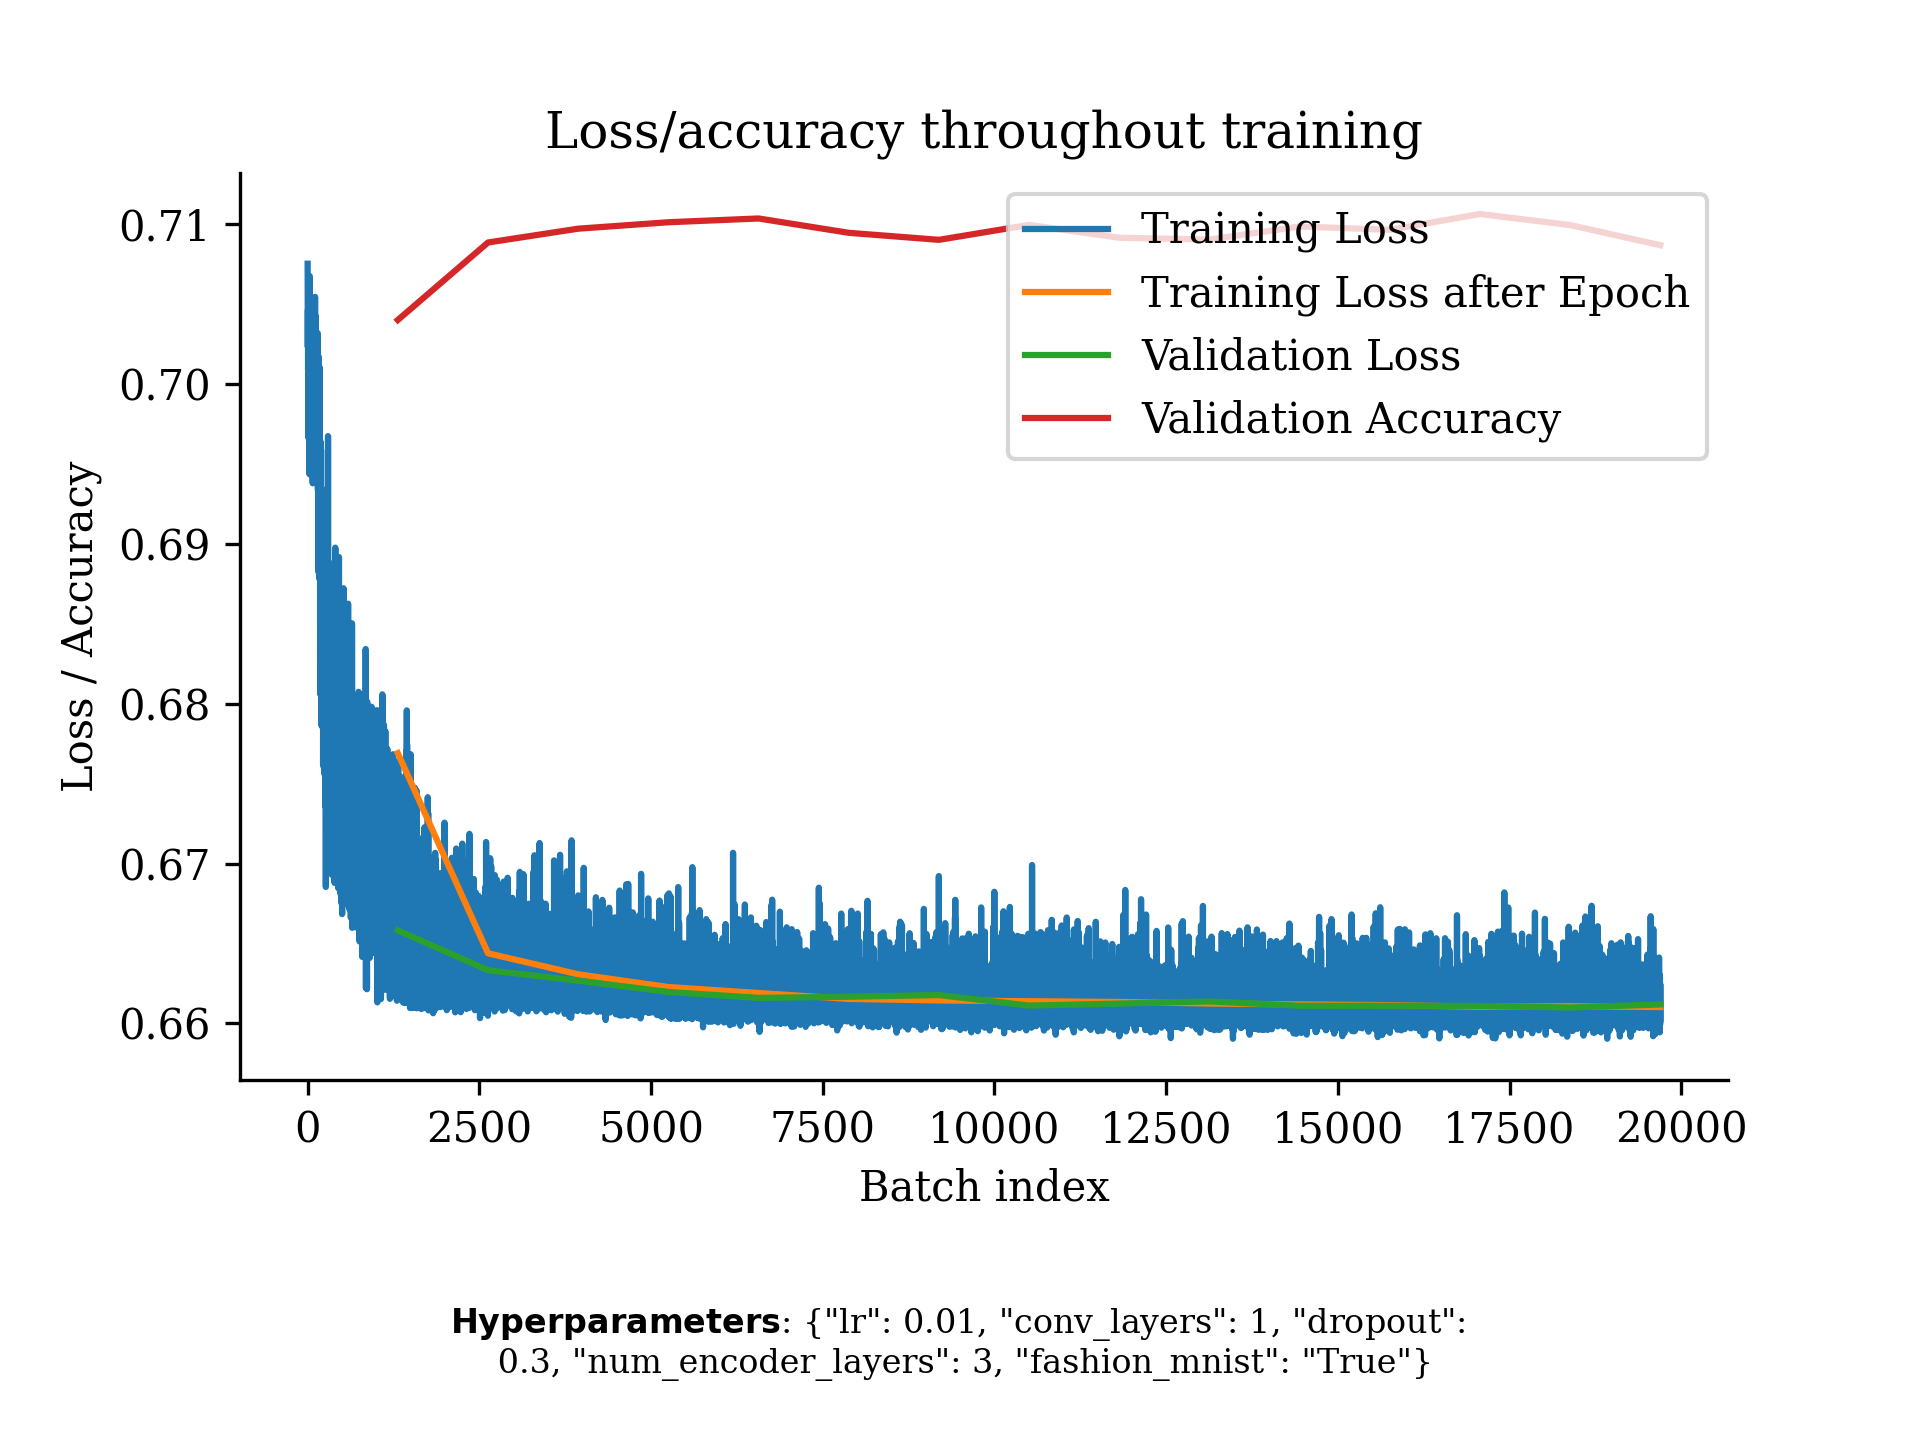 Loss/accuracy throughout training
Training Loss
Training Loss after Epoch
Validation Loss
Validation Accuracy
Loss / Accuracy
0.71
0.70
0.69
0.68
0.67
0.66
0 2500 5000 7500 10000 12500 15000 17500 20000
Batch index
Hyperparameters: {"lr": 0.01, "conv_layers": 1, "dropout":
0.3, "num_encoder_layers": 3, "fashion_mnist": "True"}